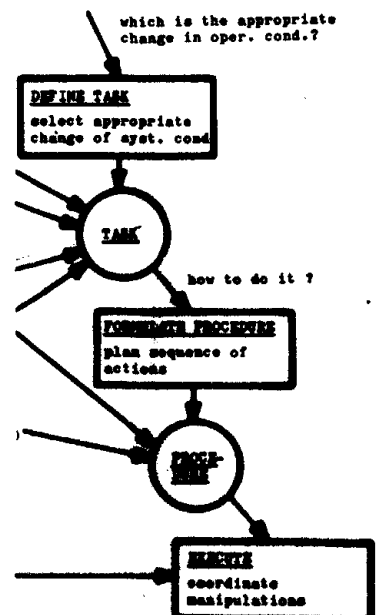 which is the appropriate
change in oper. cond.?
DEFINE TASK
select appropriate
change of syst. cond
TASK
how to do it ?
FORMULATE PROCEDURE
plan sequence of
actions
PROCE-
DURE
EXECUTE
coordinate
manipulations
)